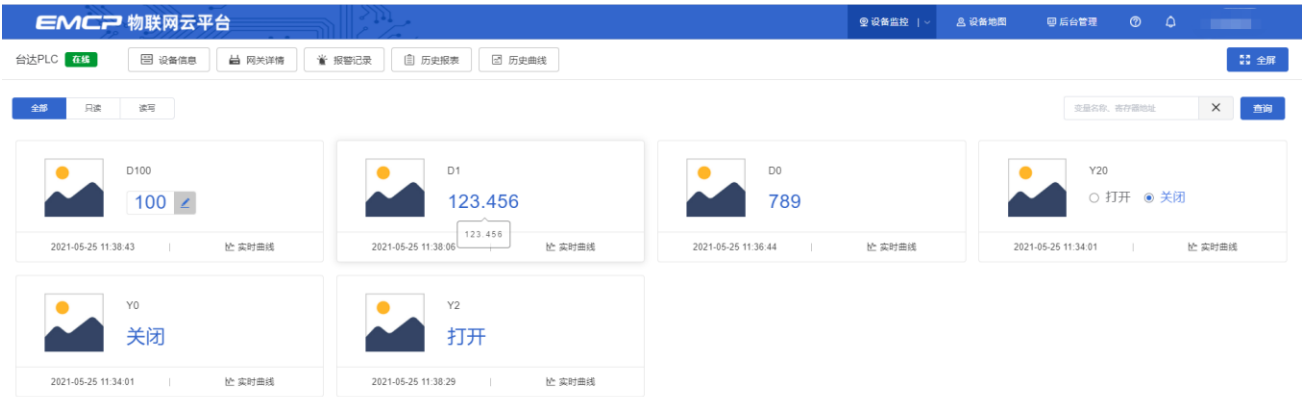 EMCP 物联网云平台 设备监控 设备地图 后台管理
台达PLC 在线 设备信息 网关详情 报警记录 历史报表 历史曲线 全屏
全部 只读 读写 变量名称、寄存器地址 查询
D100 D1 D0 Y20
100 123.456 789 打开 关闭
123.456
2021-05-25 11:38:43 实时曲线 2021-05-25 11:38:06 实时曲线 2021-05-25 11:36:44 实时曲线 2021-05-25 11:34:01 实时曲线
Y0 Y2
关闭 打开
2021-05-25 11:34:01 实时曲线 2021-05-25 11:38:29 实时曲线